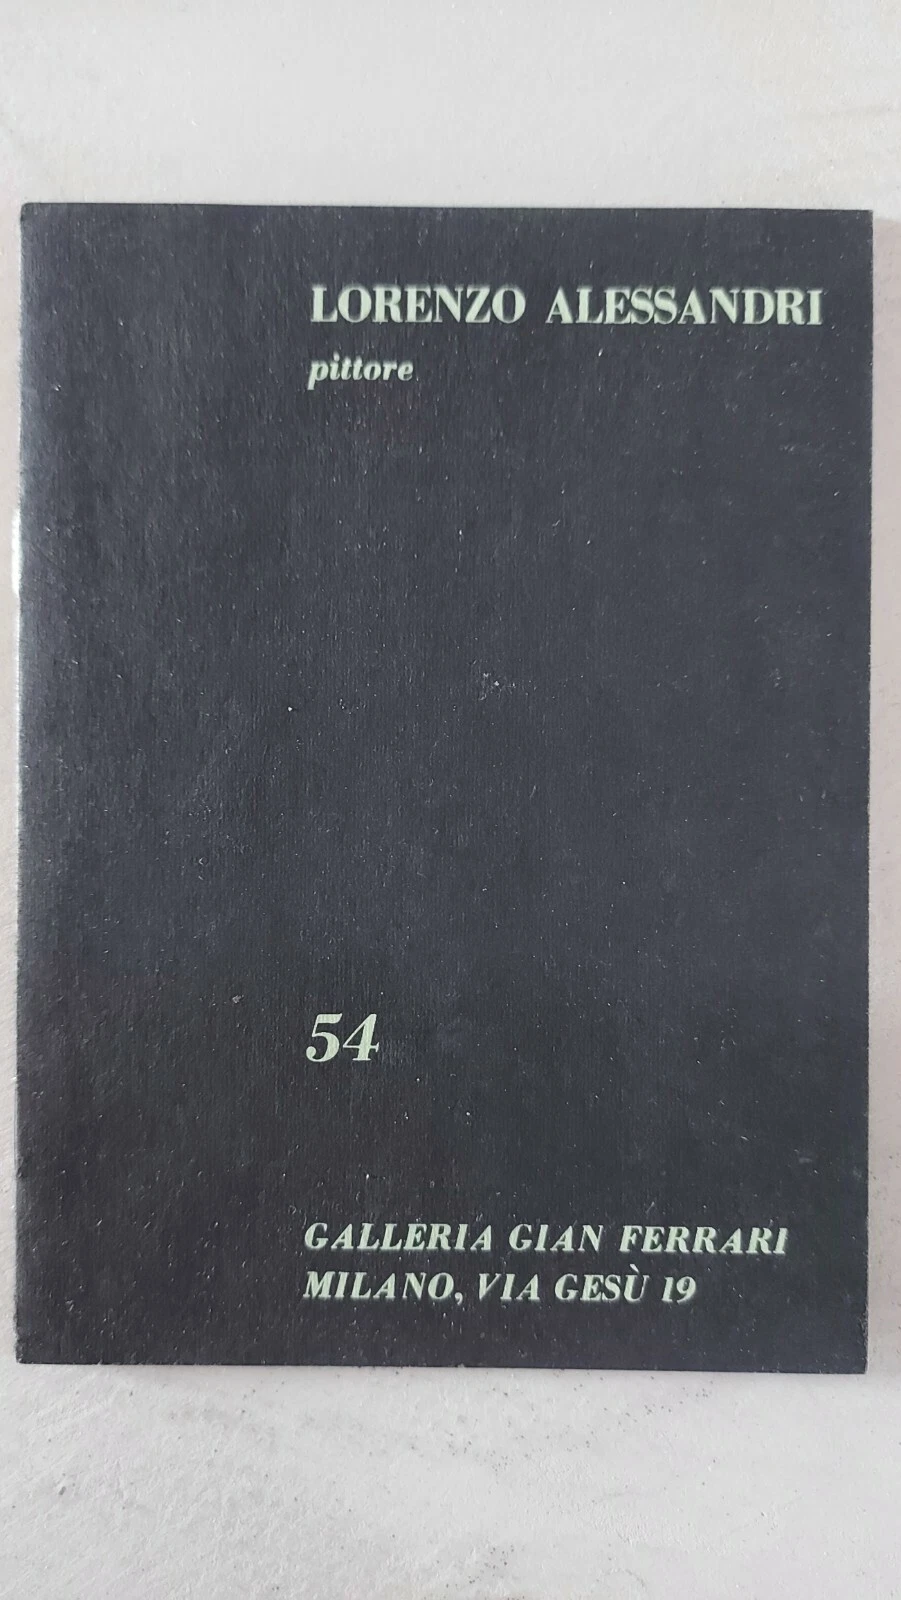 LORENZO ALESSANDRI
pittore
54
GALLERIA GIAN FERRARI
MILANO, VIA GESÙ 19